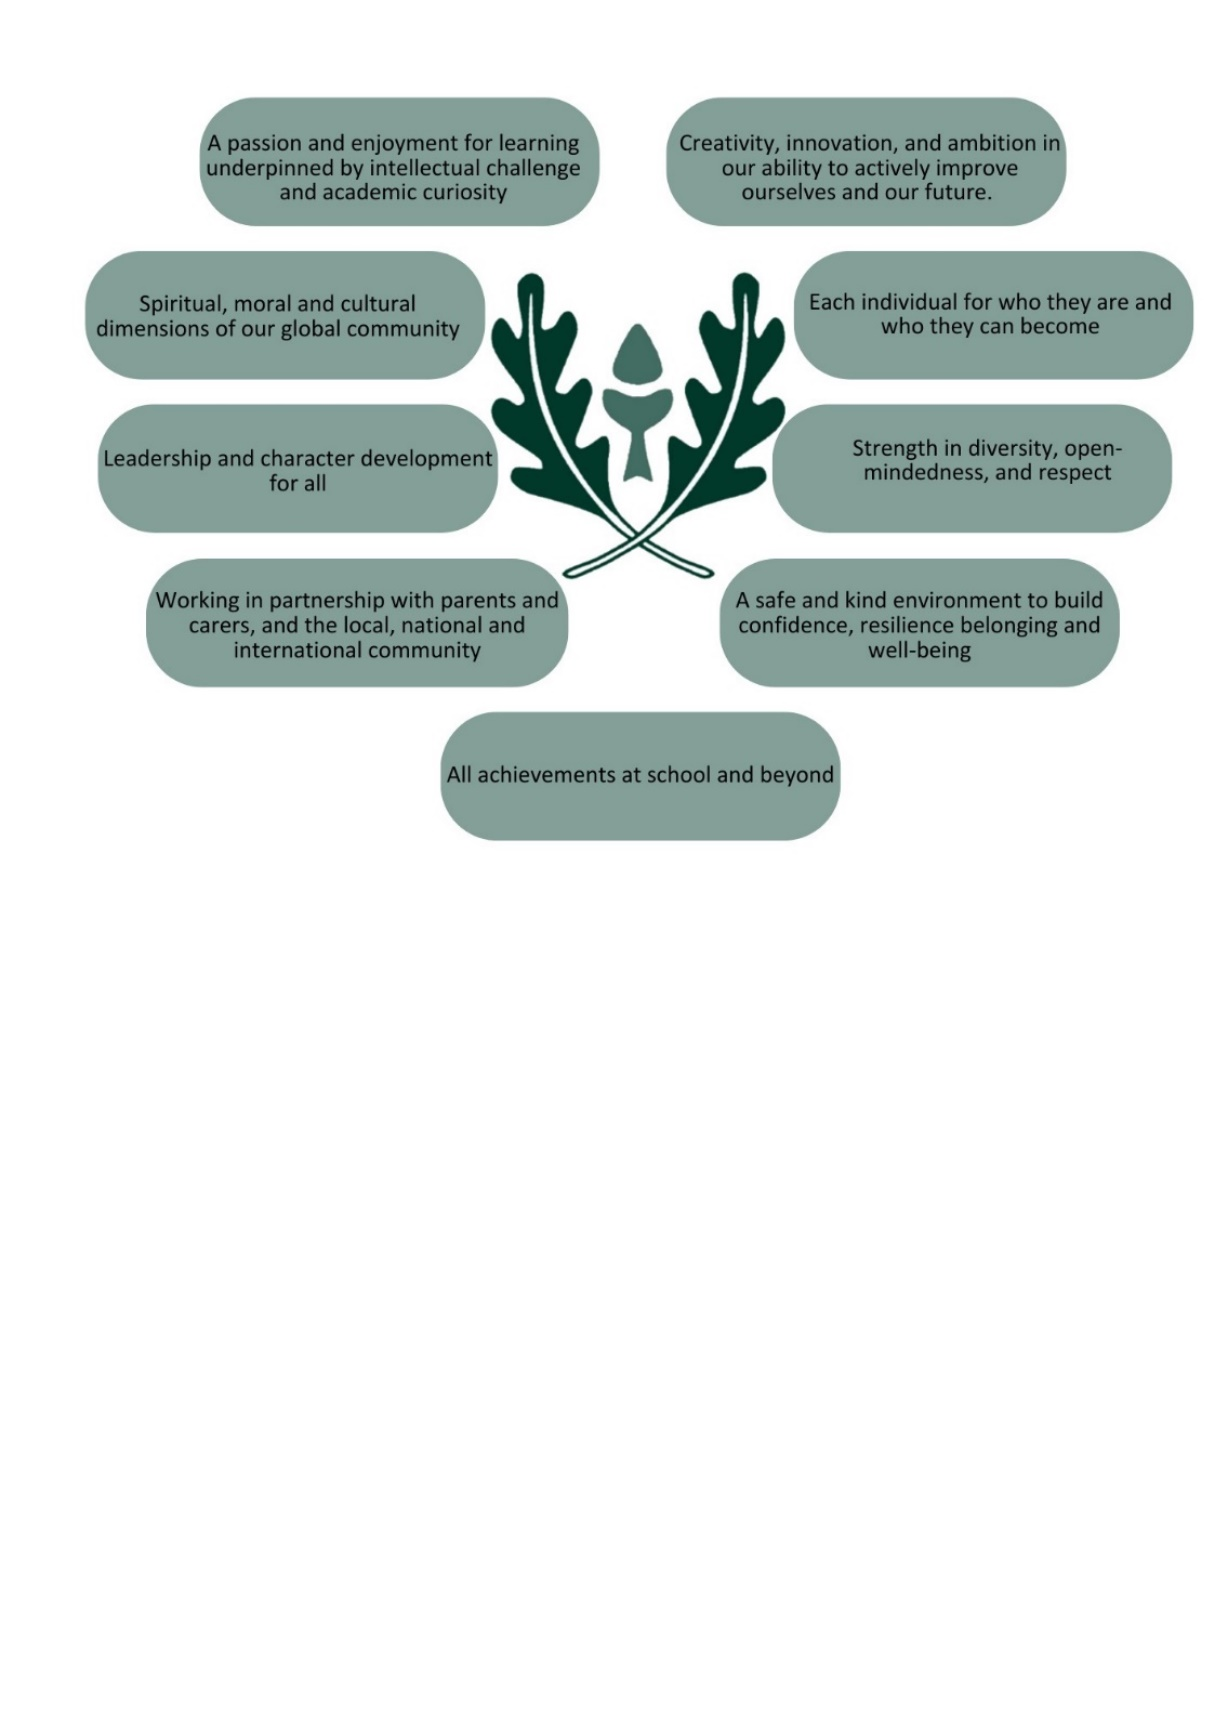 A passion and enjoyment for learning
underpinned by intellectual challenge
and academic curiosity
Creativity, innovation, and ambition in
our ability to actively improve
ourselves and our future.
Spiritual, moral and cultural
dimensions of our global community
Each individual for who they are and
who they can become
Leadership and character development
for all
Strength in diversity, open-
mindedness, and respect
Working in partnership with parents and
carers, and the local, national and
international community
A safe and kind environment to build
confidence, resilience belonging and
well-being
All achievements at school and beyond